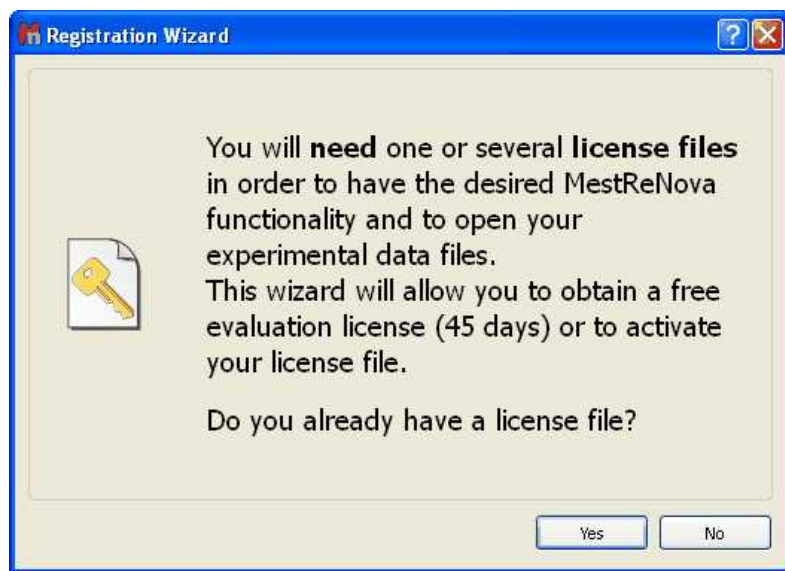 Registration Wizard
You will need one or several license files
in order to have the desired MestReNova
functionality and to open your
experimental data files.
This wizard will allow you to obtain a free
evaluation license (45 days) or to activate
your license file.
Do you already have a license file?
Yes No